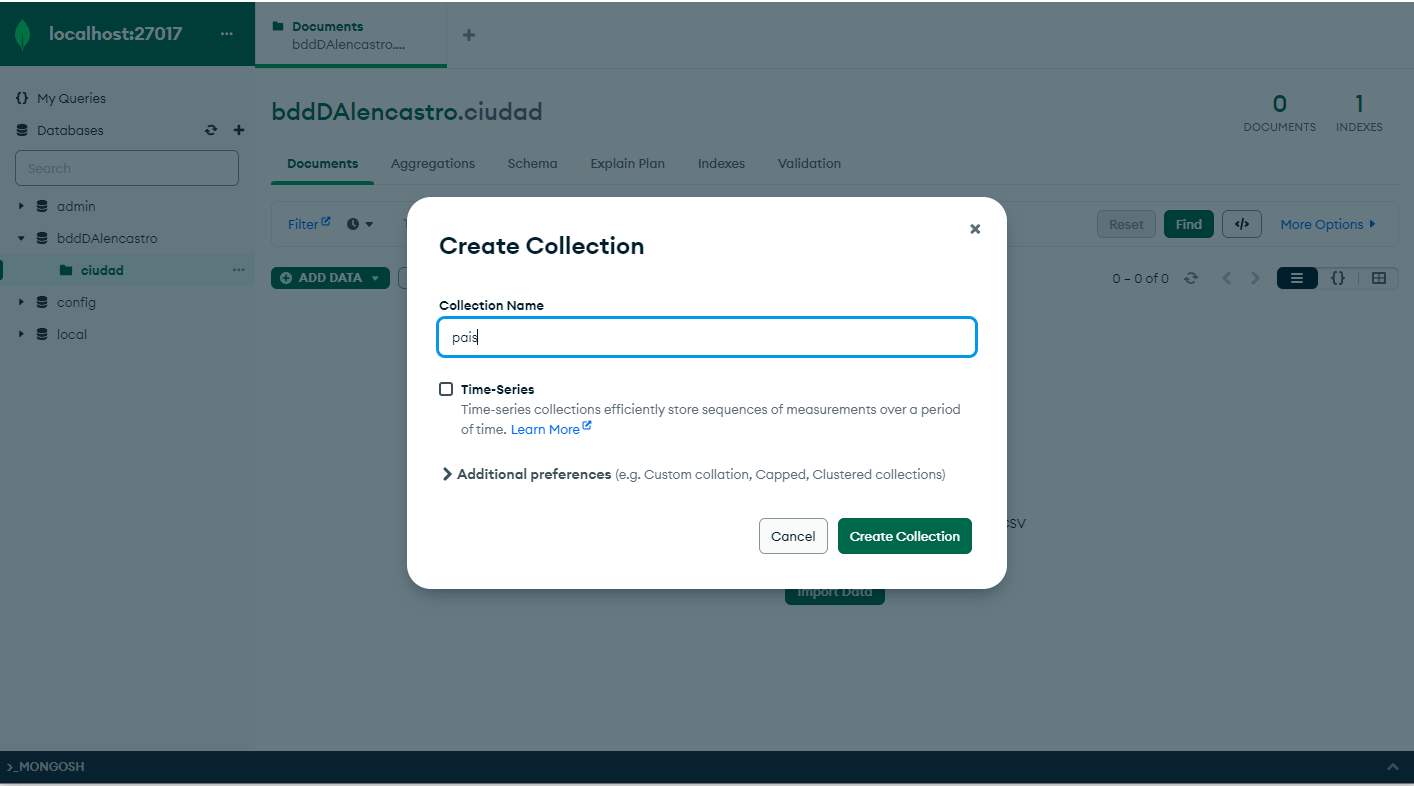 localhost:27017
...
Documents
bddDAlencastro....
+
{} My Queries
Databases
+
Search
admin
bddDAlencastro
ciudad
...
config
local
bddDAlencastro.ciudad
0
DOCUMENTS
1
INDEXES
Documents
Aggregations
Schema
Explain Plan
Indexes
Validation
Filter
Reset
Find
</>
More Options
ADD DATA
0 – 0 of 0
{}
Create Collection
Collection Name
pais
Time-Series
Time-series collections efficiently store sequences of measurements over a period
of time. Learn More
Additional preferences (e.g. Custom collation, Capped, Clustered collections)
Cancel
Create Collection
CSV
Import Data
>_MONGOSH